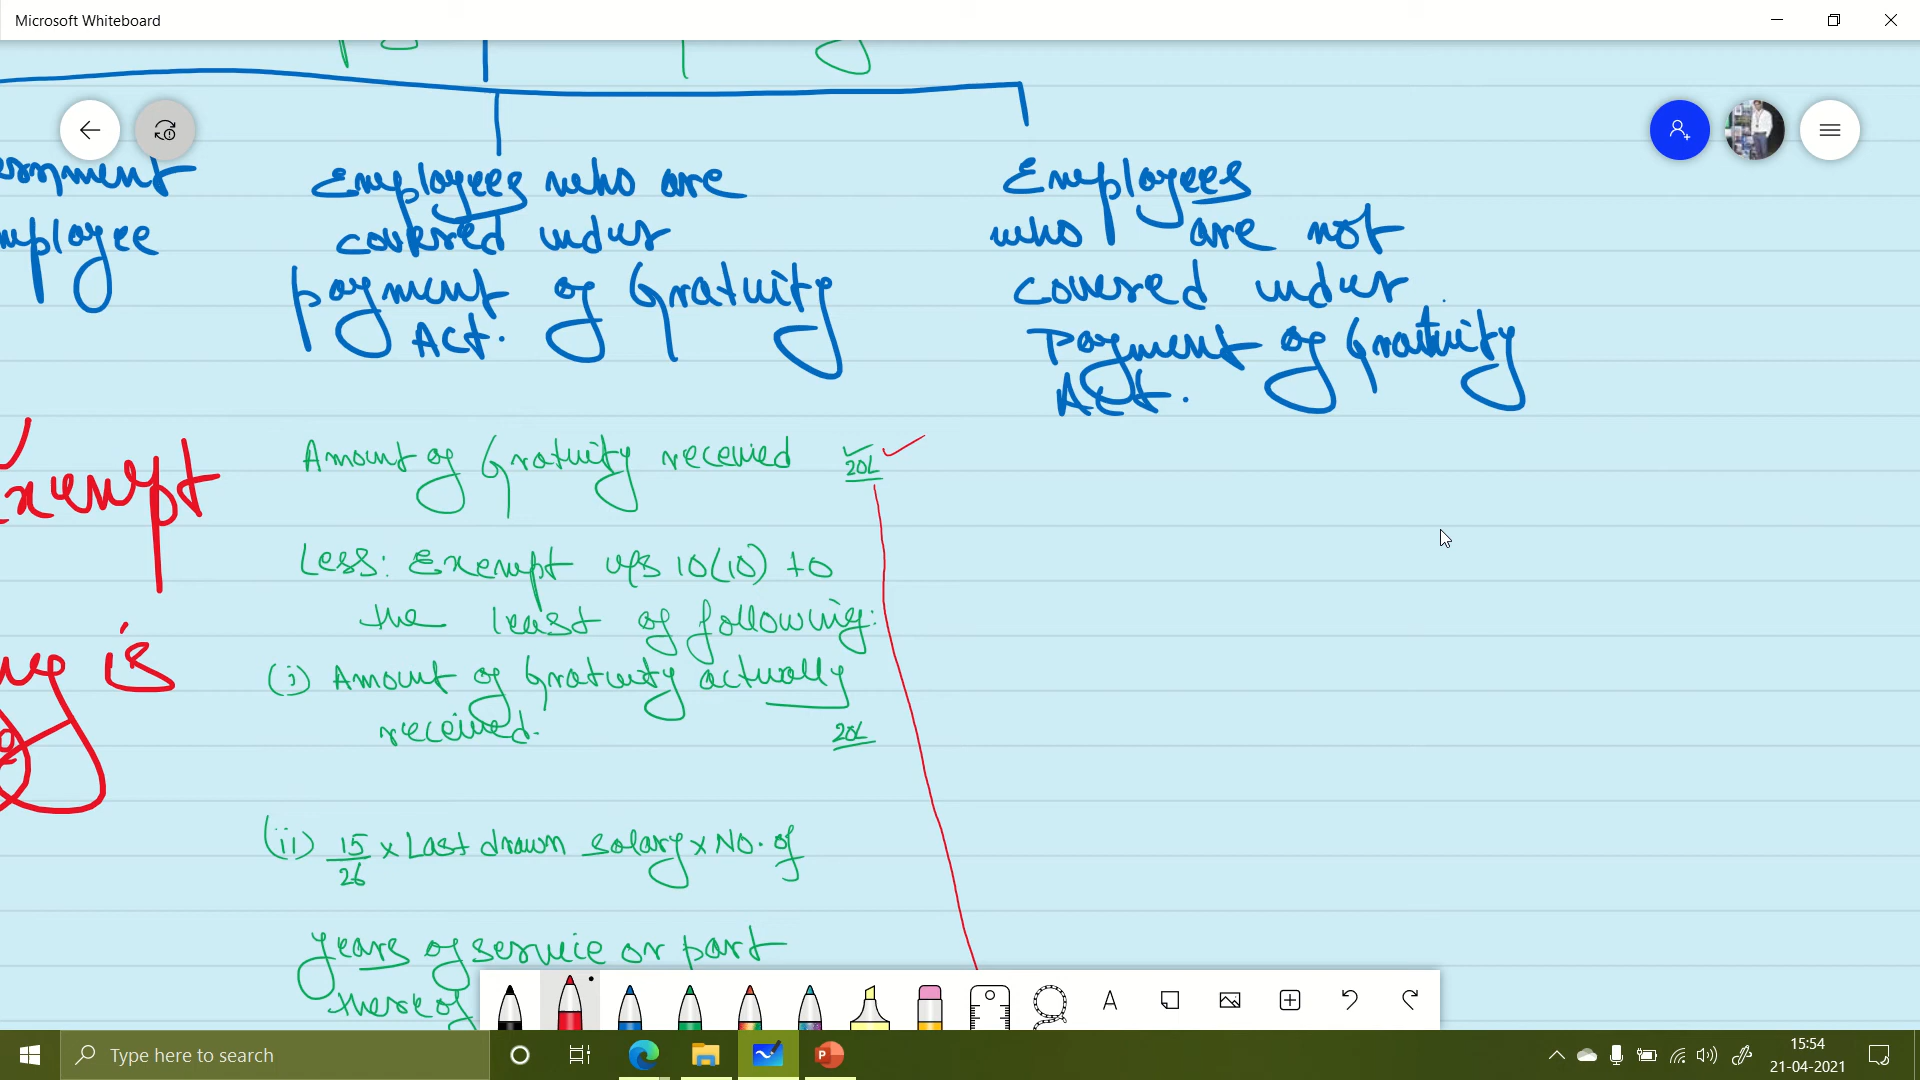 Microsoft Whiteboard
ernment
mployee
Employees who are
covered under
payment of Gratuity
Act.
Employees
who are not
covered under
Payment of Gratuity
Act.
exempt
is
Amount of Gratuity received 20L
Less: Exempt u/s 10(10) to
the least of following:
(i) Amount of Gratuity actually
received. 20L
(ii) 15/26 x Last drawn salary x No. of
years of service or part
thereof
Type here to search
15:54
21-04-2021